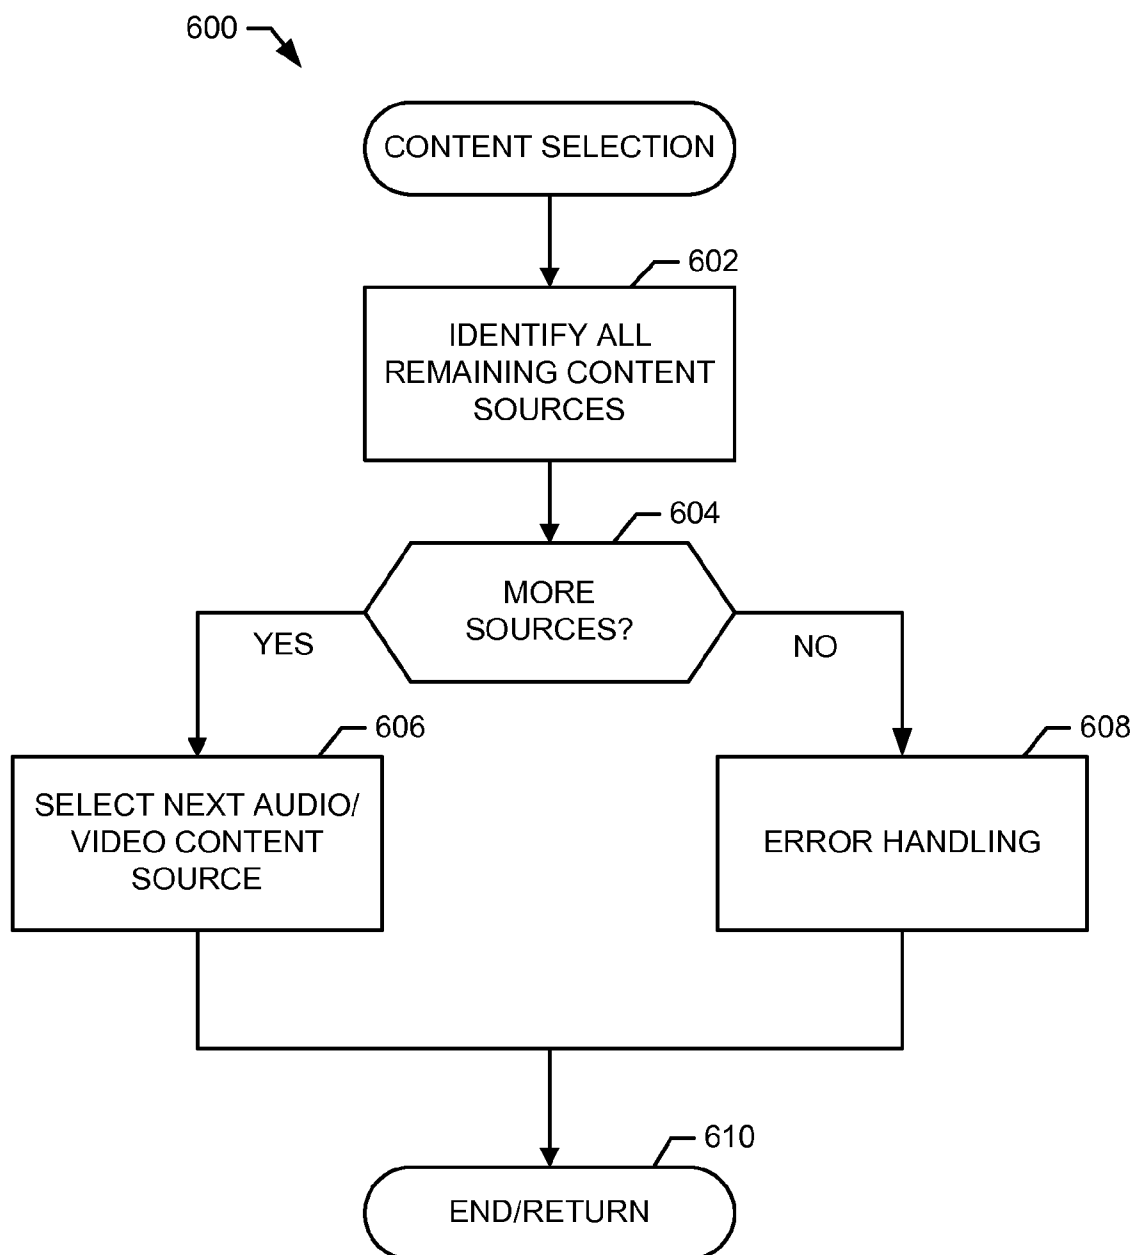 600
CONTENT SELECTION
602
IDENTIFY ALL
REMAINING CONTENT
SOURCES
604
MORE
SOURCES?
YES
NO
606
608
SELECT NEXT AUDIO/
VIDEO CONTENT
SOURCE
ERROR HANDLING
610
END/RETURN